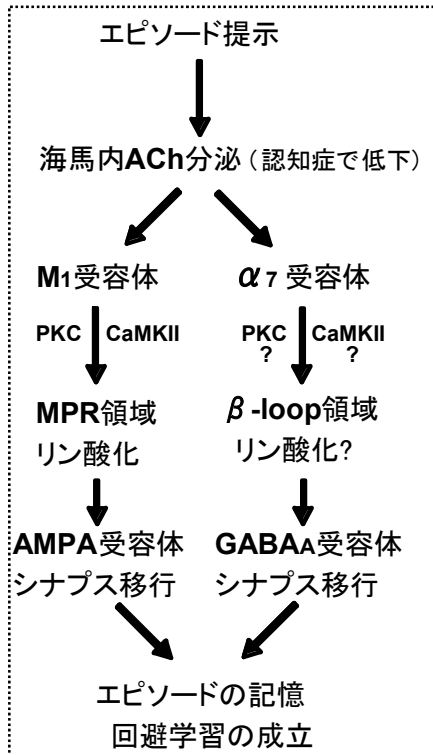 エピソード提示
海馬内ACh分泌（認知症で低下）
M1受容体
α7 受容体
PKC CaMKII
PKC CaMKII
? ?
MPR領域
リン酸化
β-loop領域
リン酸化?
AMPA受容体
シナプス移行
GABAA受容体
シナプス移行
エピソードの記憶
回避学習の成立